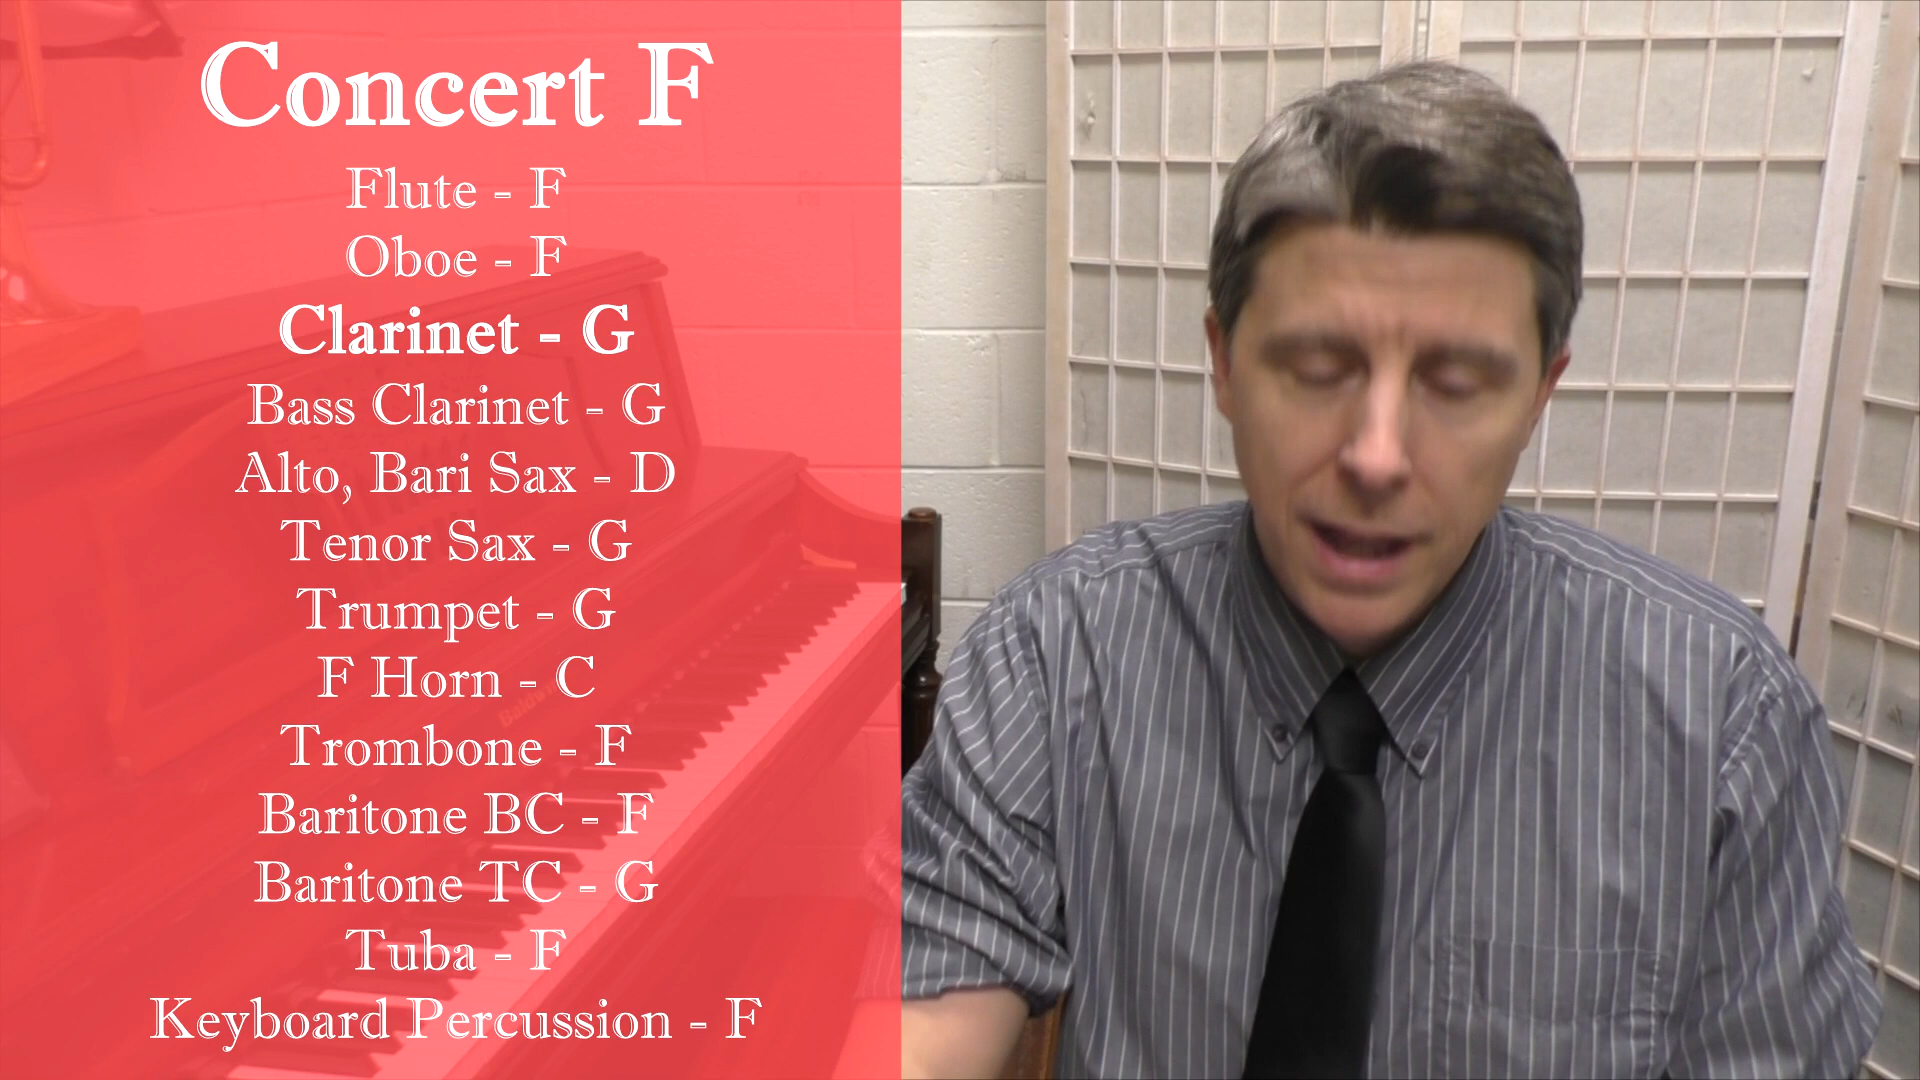 Concert F
Flute - F
Oboe - F
Clarinet - G
Bass Clarinet - G
Alto, Bari Sax - D
Tenor Sax - G
Trumpet - G
F Horn - C
Trombone - F
Baritone BC - F
Baritone TC - G
Tuba - F
Keyboard Percussion - F
Baldwin